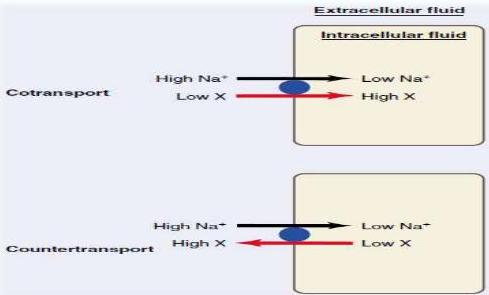 Extracellular fluid
Intracellular fluid
High Na⁺ Low Na⁺
Cotransport
Low X High X
High Na⁺ Low Na⁺
High X Low X
Countertransport